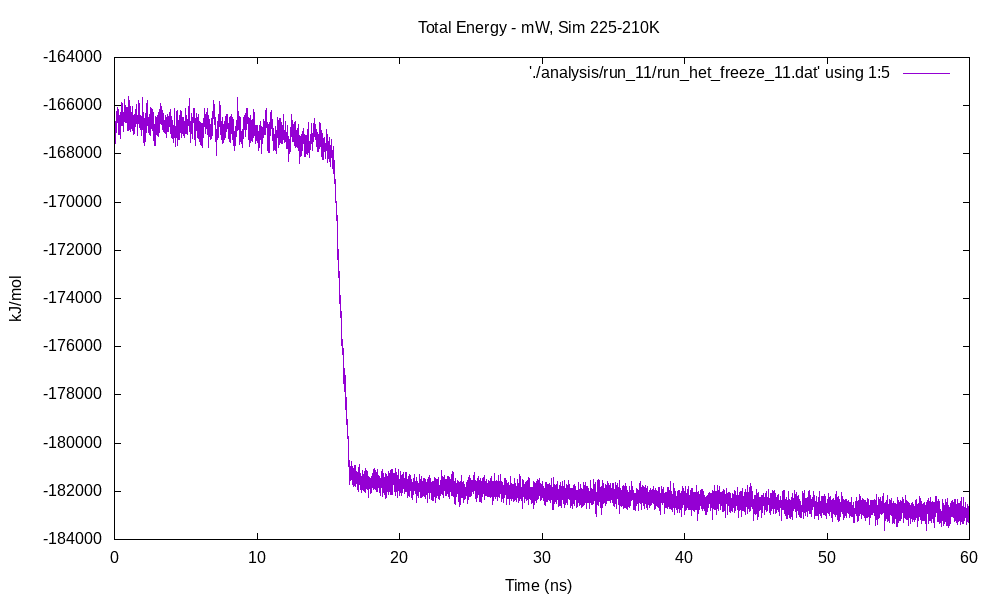 Total Energy - mW, Sim 225-210K
'./analysis/run_11/run_het_freeze_11.dat' using 1:5
-164000
-166000
-168000
-170000
-172000
-174000
-176000
-178000
-180000
-182000
-184000
kJ/mol
0 10 20 30 40 50 60
Time (ns)